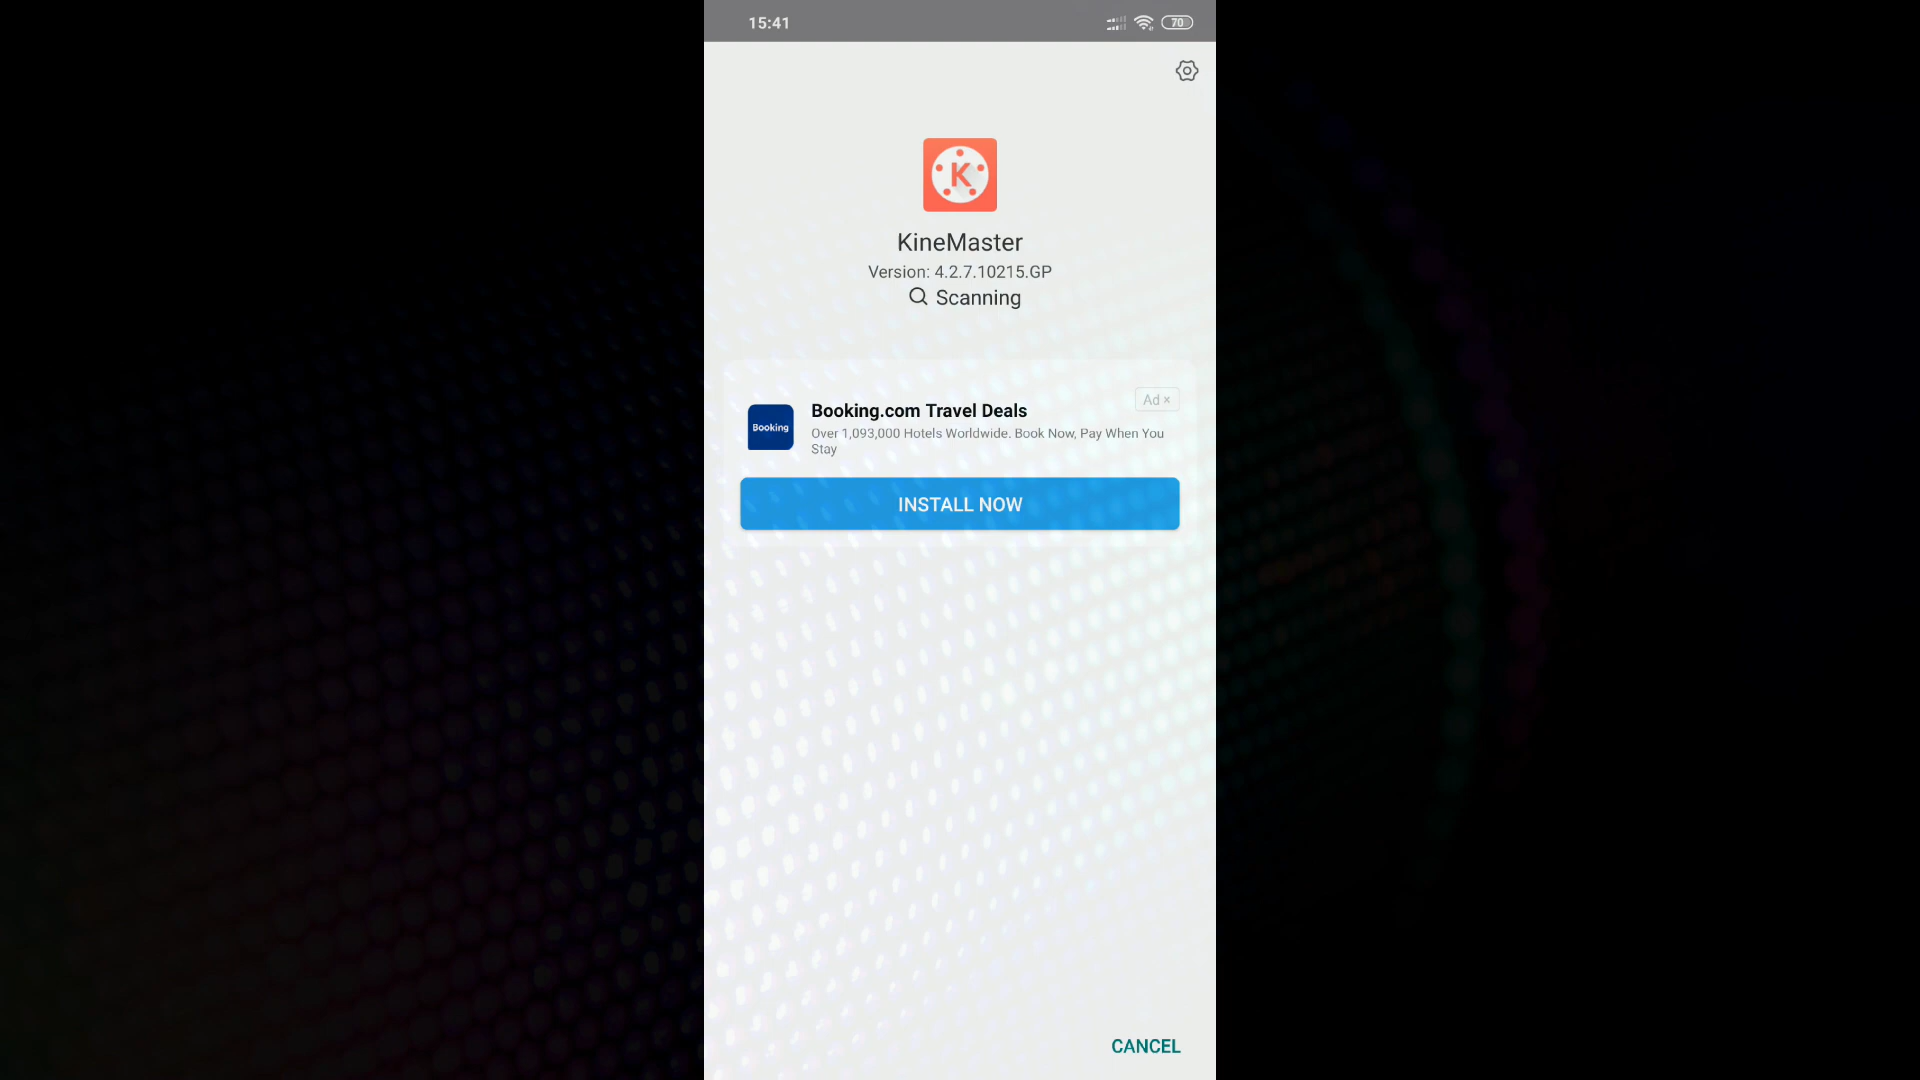 15:41
70
K
KineMaster
Version: 4.2.7.10215.GP
Scanning
Ad ×
Booking.com Travel Deals
Booking
Over 1,093,000 Hotels Worldwide. Book Now, Pay When You
Stay
INSTALL NOW
CANCEL